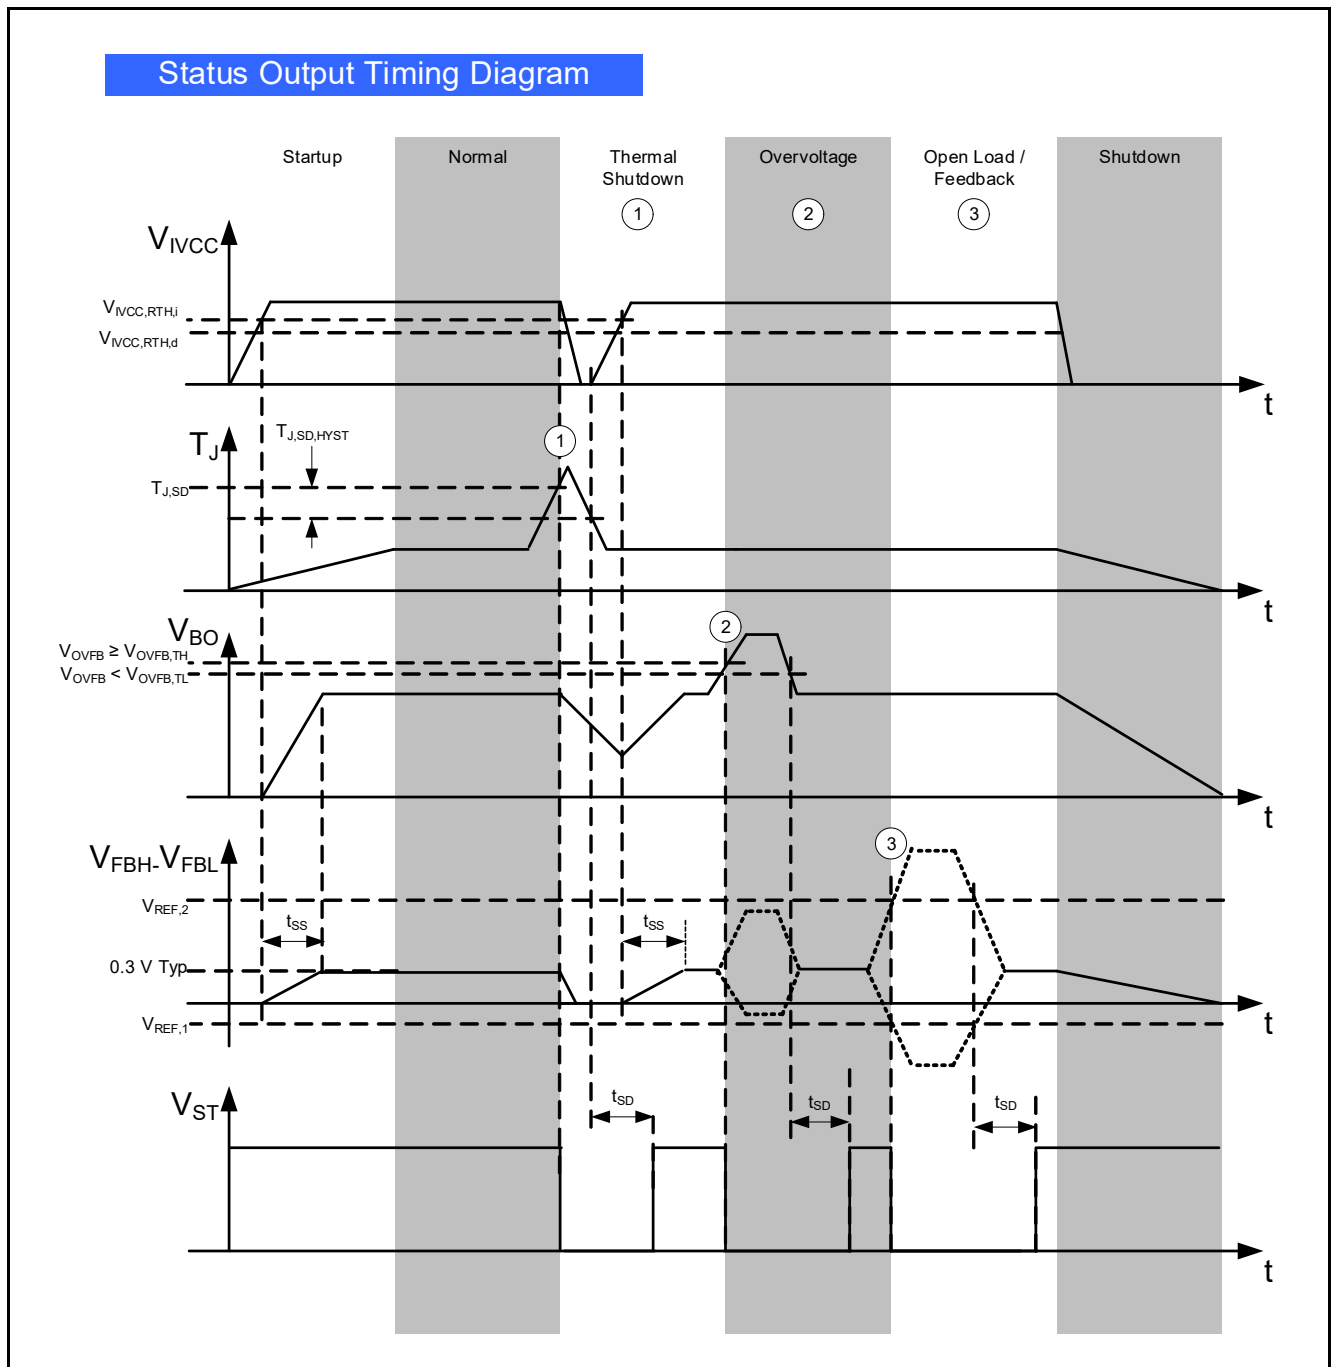 Status Output Timing Diagram
Startup
Normal
Thermal
Shutdown
Overvoltage
Open Load /
Feedback
Shutdown
1
2
3
VIVCC
VIVCC,RTH,i
VIVCC,RTH,d
t
TJ
TJ,SD,HYST
1
TJ,SD
t
VBO
2
VOVFB ≥ VOVFB,TH
VOVFB < VOVFB,TL
t
VFBH-VFBL
3
VREF,2
tSS
tSS
0.3 V Typ
VREF,1
t
VST
tSD
tSD
tSD
t